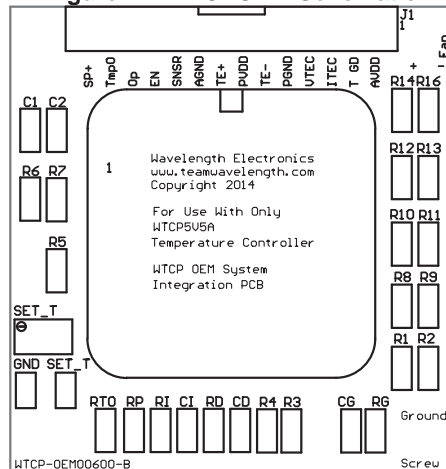 J1
1
Fan
+ -
SP+ TmpO Op EN SNSR AGND TE+ PVDD TE- PGND VTEC ITEC T GD AVDD
R14 R16
C1 C2
R12 R13
R6 R7
1
Wavelength Electronics
www.teamwavelength.com
Copyright 2014
For Use With Only
WTCP5V5A
Temperature Controller
WTCP OEM System
Integration PCB
R10 R11
R5
R8 R9
SET_T
R1 R2
GND SET_T
RTO RP RI CI RD CD R4 R3 CG RG
Ground
WTCP-OEM00600-B
Screw